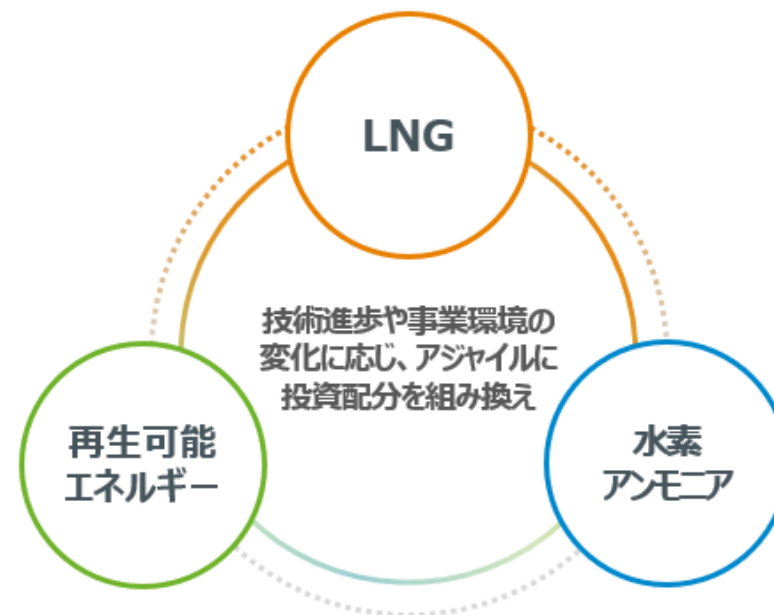 LNG
技術進歩や事業環境の
変化に応じ、アジャイルに
投資配分を組み換え
再生可能
エネルギー
水素
アンモニア